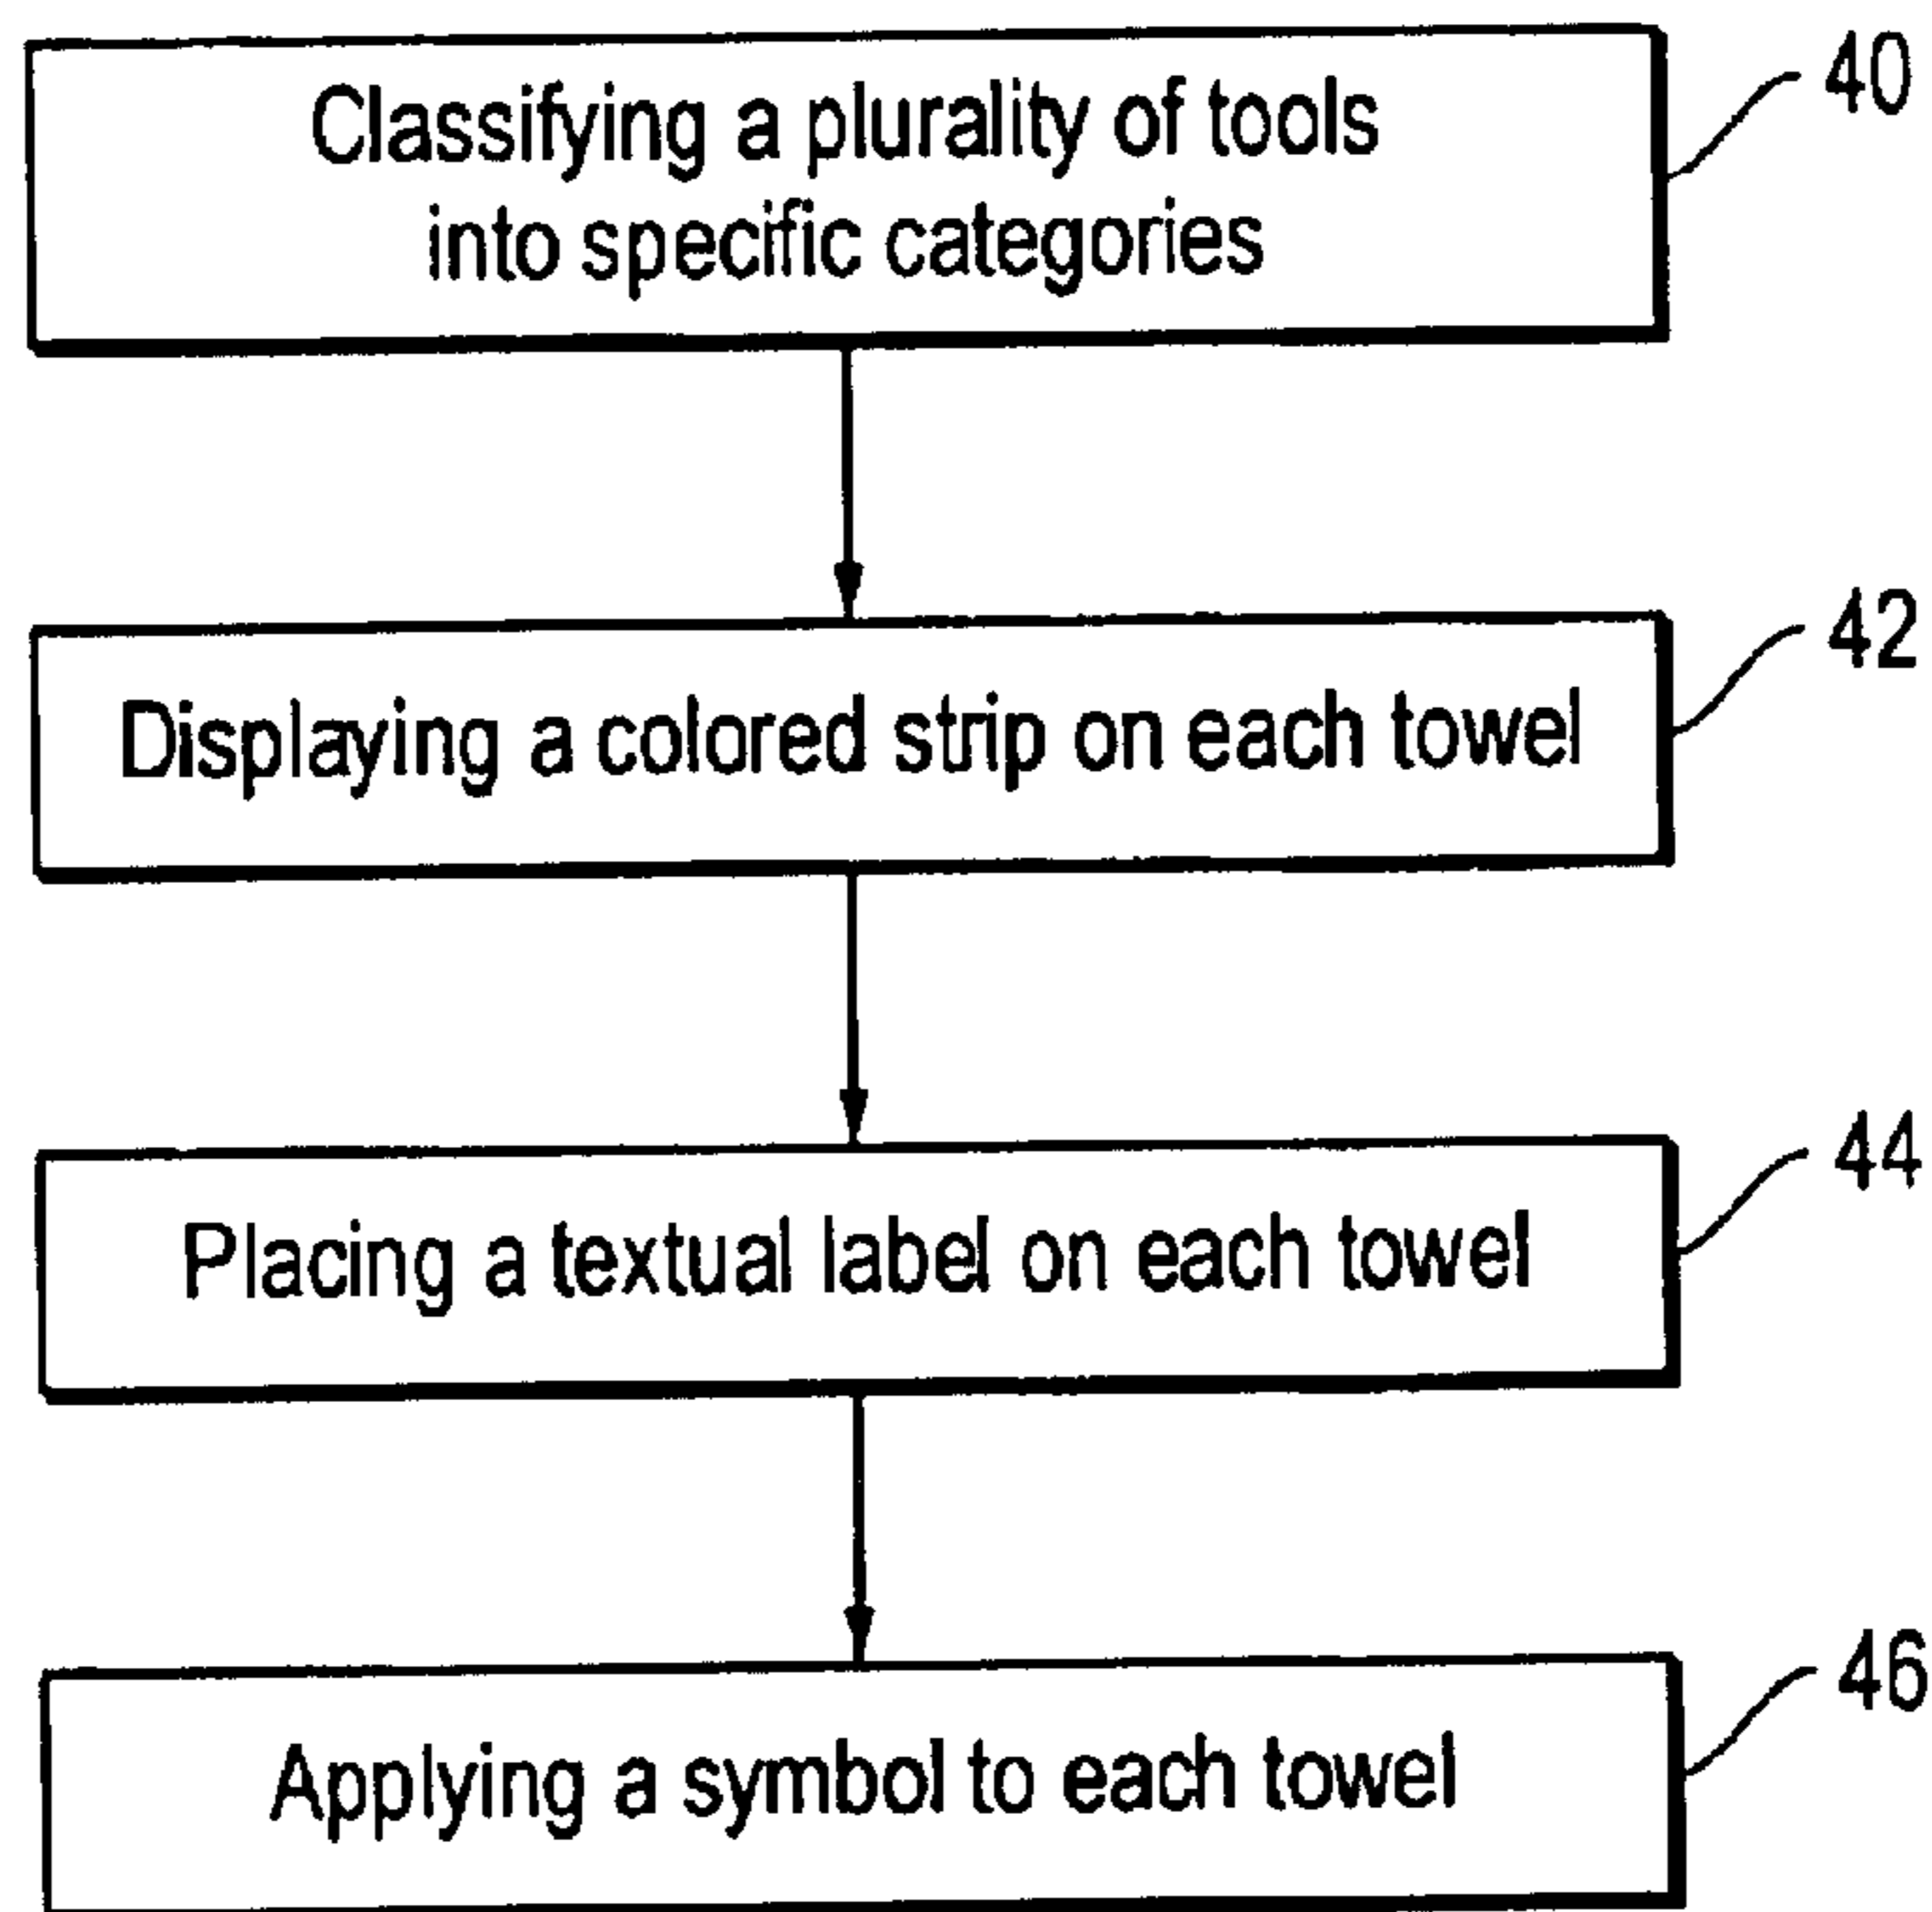 Classifying a plurality of tools
into specific categories
40
Displaying a colored strip on each towel
42
Placing a textual label on each towel
44
Applying a symbol to each towel
46